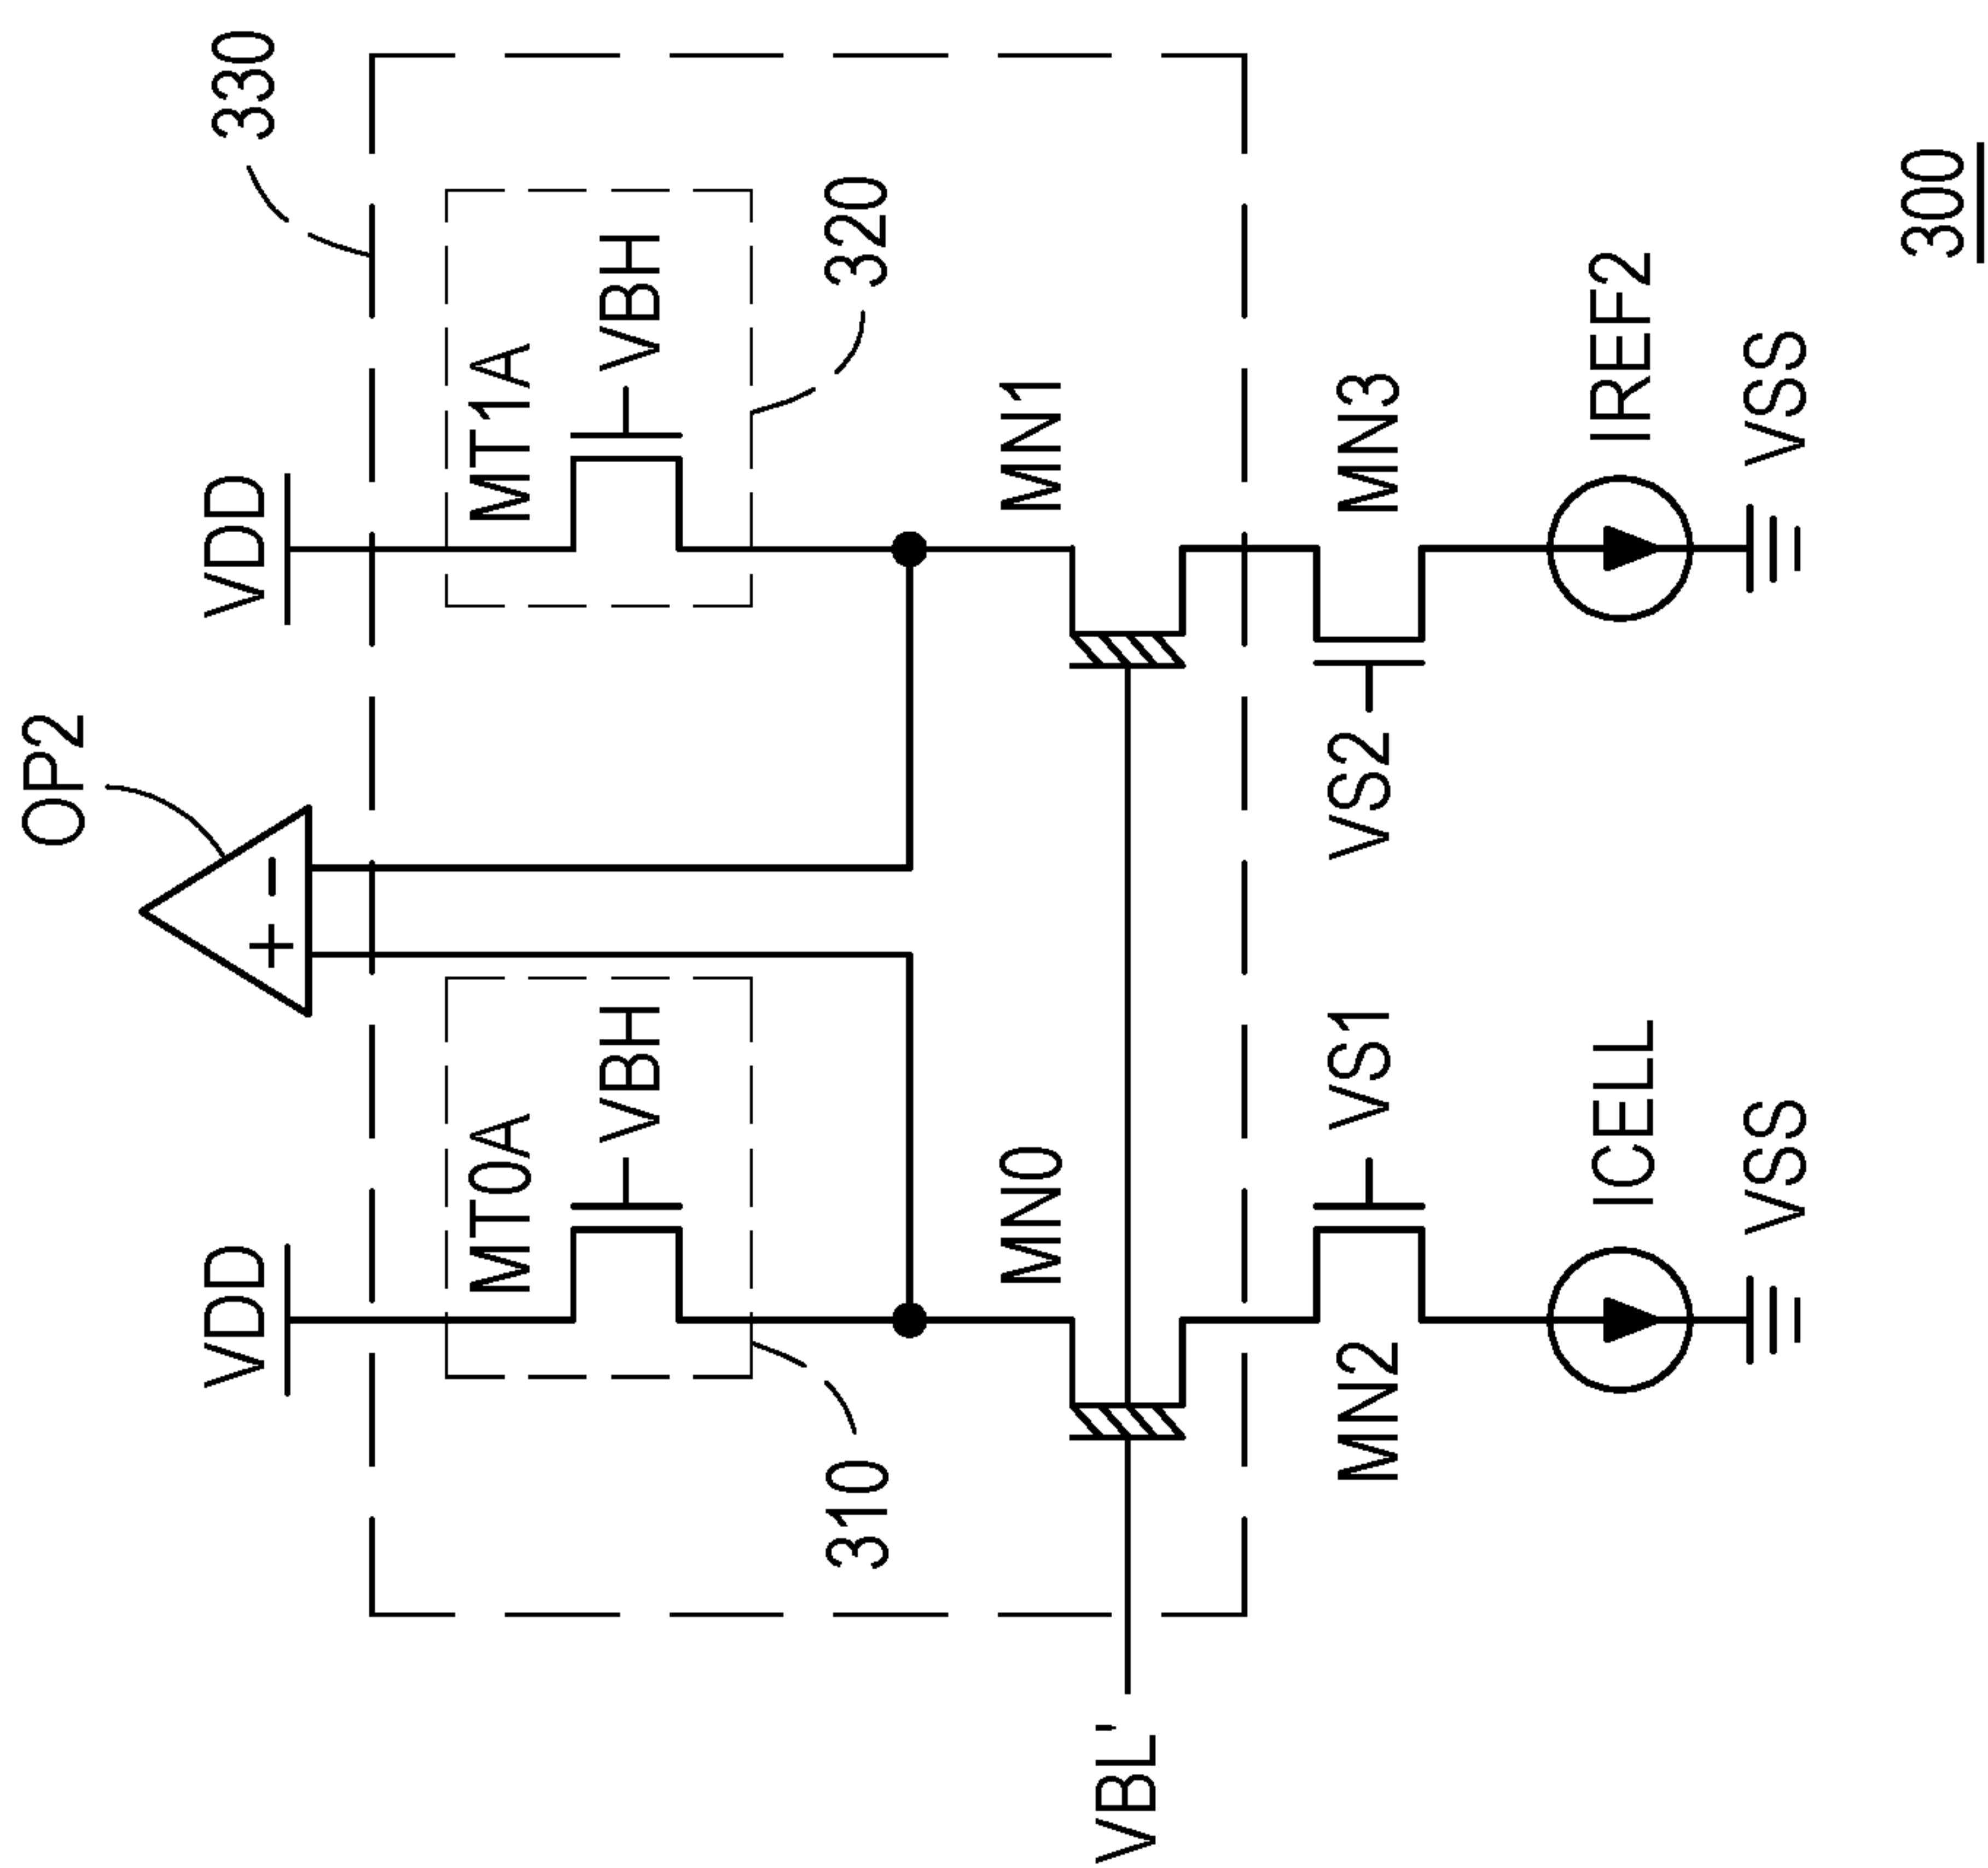 OP2
330
VDD
VDD
MT0A
MT1A
VBH
VBH
+
-
310
320
MN0
MN1
VBL'
MN2
VS1
VS2
MN3
ICELL
IREF2
VSS
VSS
300